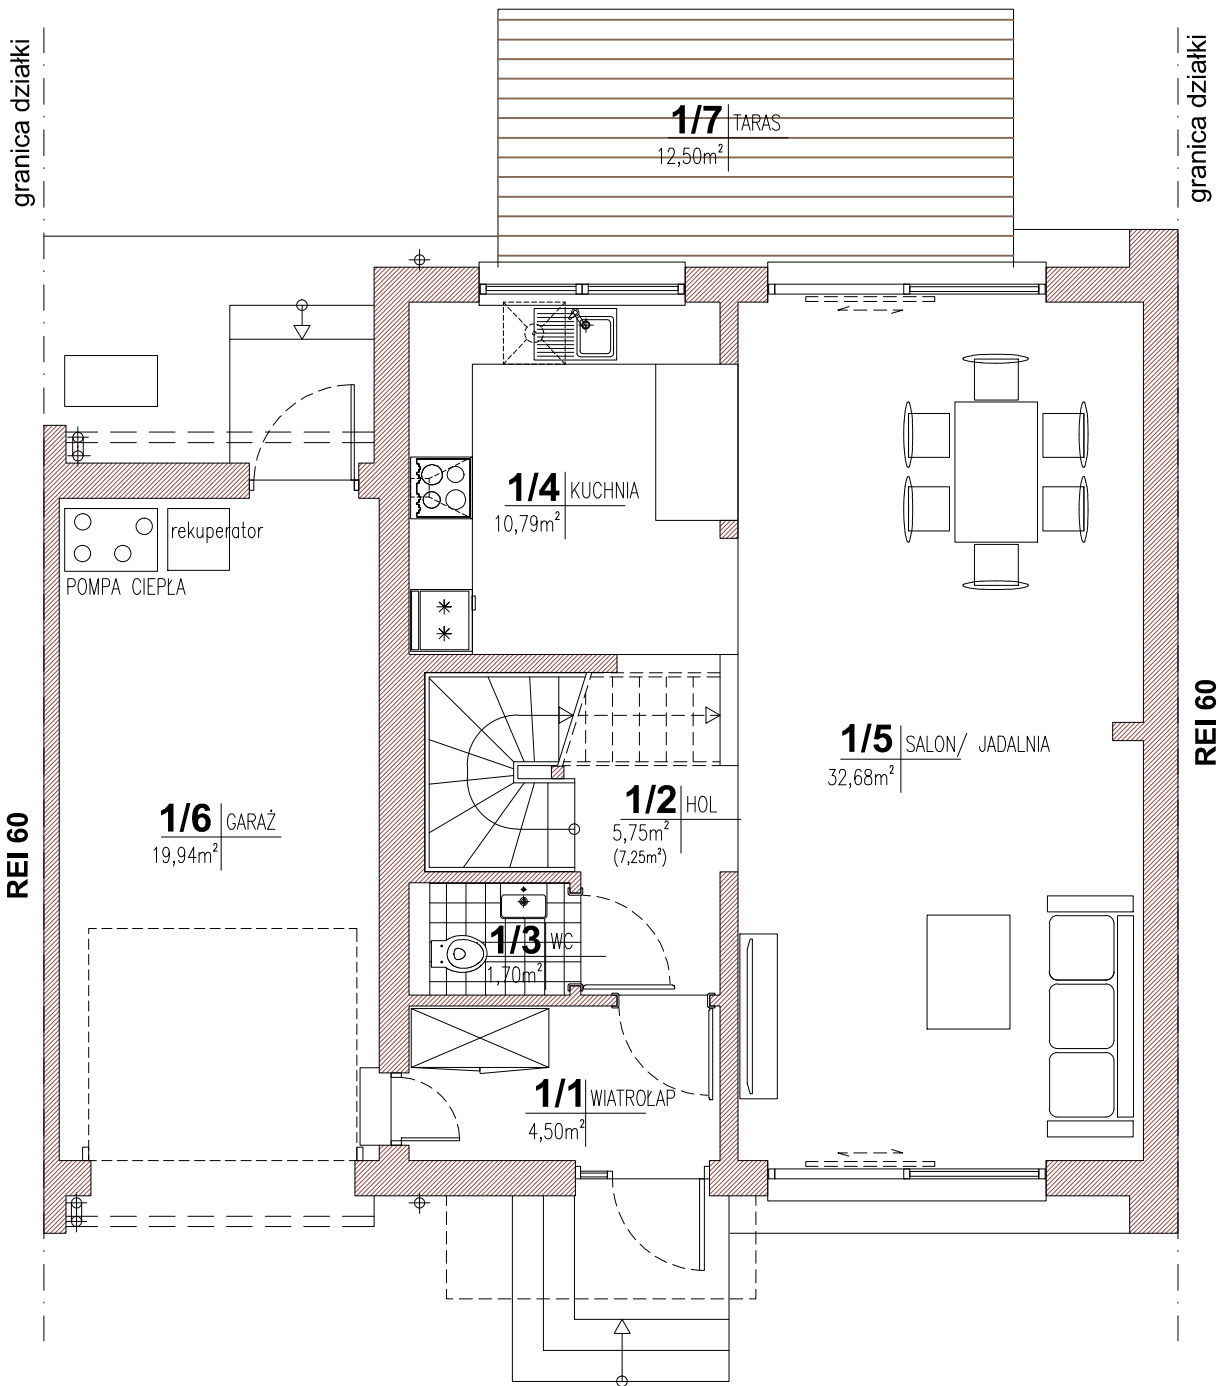 granica działki
granica działki
1/7 TARAS
12,50m²
1/4 KUCHNIA
10,79m²
rekuperator
POMPA CIEPŁA
REI 60
1/5 SALON/ JADALNIA
32,68m²
1/2 HOL
5,75m²
(7,25m²)
1/6 GARAŻ
19,94m²
REI 60
1/3 WC
1,70m²
1/1 WIATROŁAP
4,50m²